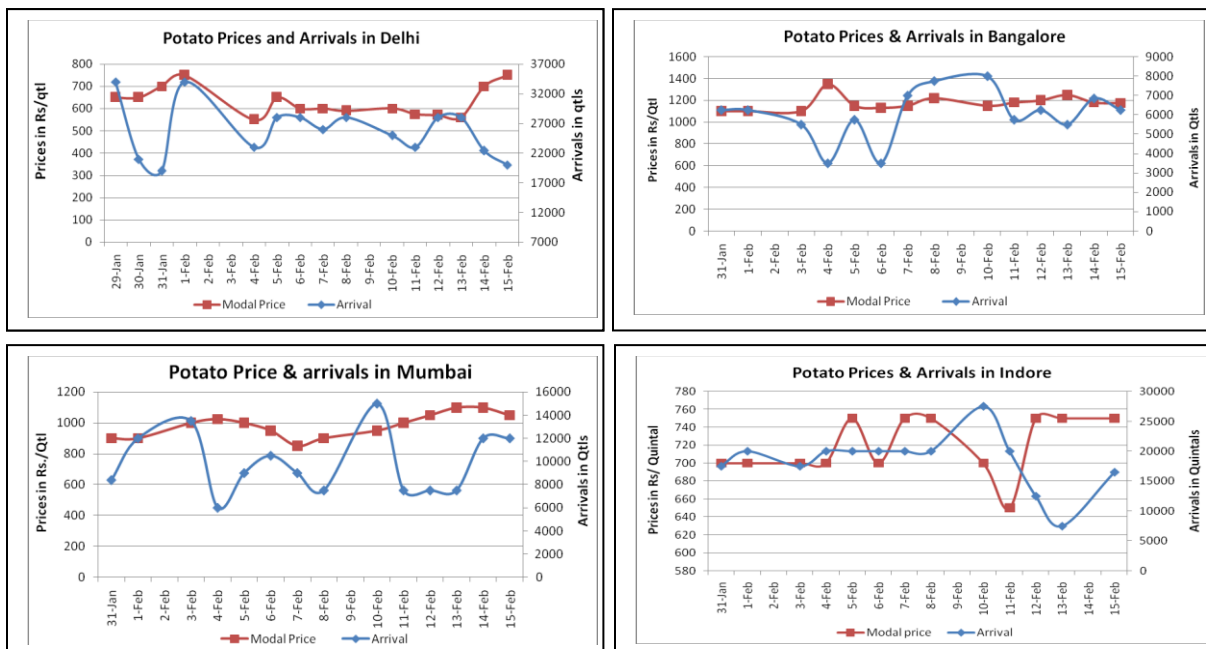 Potato Prices and Arrivals in Delhi
Prices in Rs/qtl
800
700
600
500
400
300
200
100
0
37000
32000
27000
22000
17000
12000
7000
Arrivals in qtls
29-Jan
30-Jan
31-Jan
1-Feb
2-Feb
3-Feb
4-Feb
5-Feb
6-Feb
7-Feb
8-Feb
9-Feb
10-Feb
11-Feb
12-Feb
13-Feb
14-Feb
15-Feb
Modal Price
Arrival
Potato Prices & Arrivals in Bangalore
Prices in Rs/Qtl
1600
1400
1200
1000
800
600
400
200
0
9000
8000
7000
6000
5000
4000
3000
2000
1000
0
Arrivals in Qtls
31-Jan
1-Feb
2-Feb
3-Feb
4-Feb
5-Feb
6-Feb
7-Feb
8-Feb
9-Feb
10-Feb
11-Feb
12-Feb
13-Feb
14-Feb
15-Feb
Modal Price
Arrival
Potato Price & arrivals in Mumbai
Prices in Rs./Qtl
1200
1000
800
600
400
200
0
16000
14000
12000
10000
8000
6000
4000
2000
0
Arrivals in Qtls
31-Jan
1-Feb
2-Feb
3-Feb
4-Feb
5-Feb
6-Feb
7-Feb
8-Feb
9-Feb
10-Feb
11-Feb
12-Feb
13-Feb
14-Feb
15-Feb
Modal Price
Arrival
Potato Prices & Arrivals in Indore
Prices in Rs/ Quintal
780
760
740
720
700
680
660
640
620
600
580
30000
25000
20000
15000
10000
5000
0
Arrivals in Quintals
31-Jan
1-Feb
2-Feb
3-Feb
4-Feb
5-Feb
6-Feb
7-Feb
8-Feb
9-Feb
10-Feb
11-Feb
12-Feb
13-Feb
14-Feb
15-Feb
Modal price
Arrival